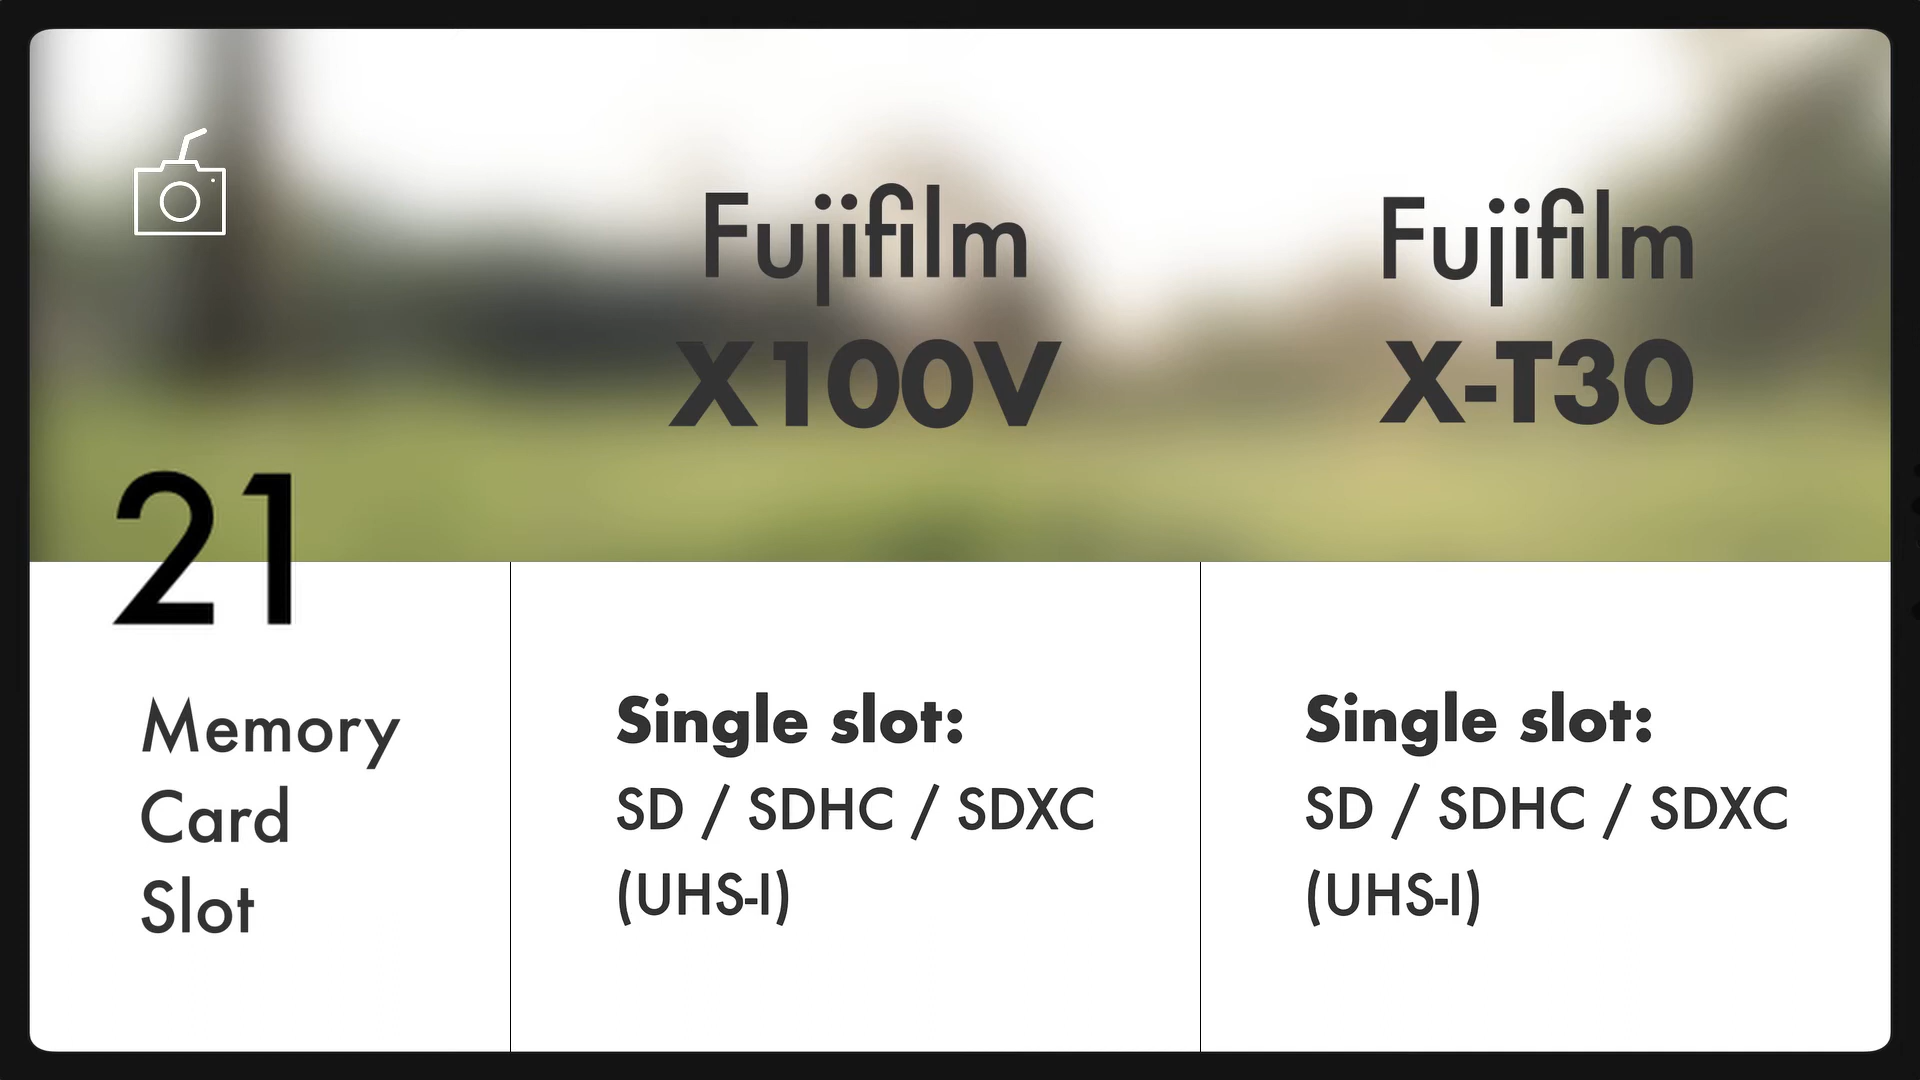 Fujifilm
X100V
Fujifilm
X-T30
21
Memory
Card
Slot
Single slot:
SD / SDHC / SDXC
(UHS-I)
Single slot:
SD / SDHC / SDXC
(UHS-I)